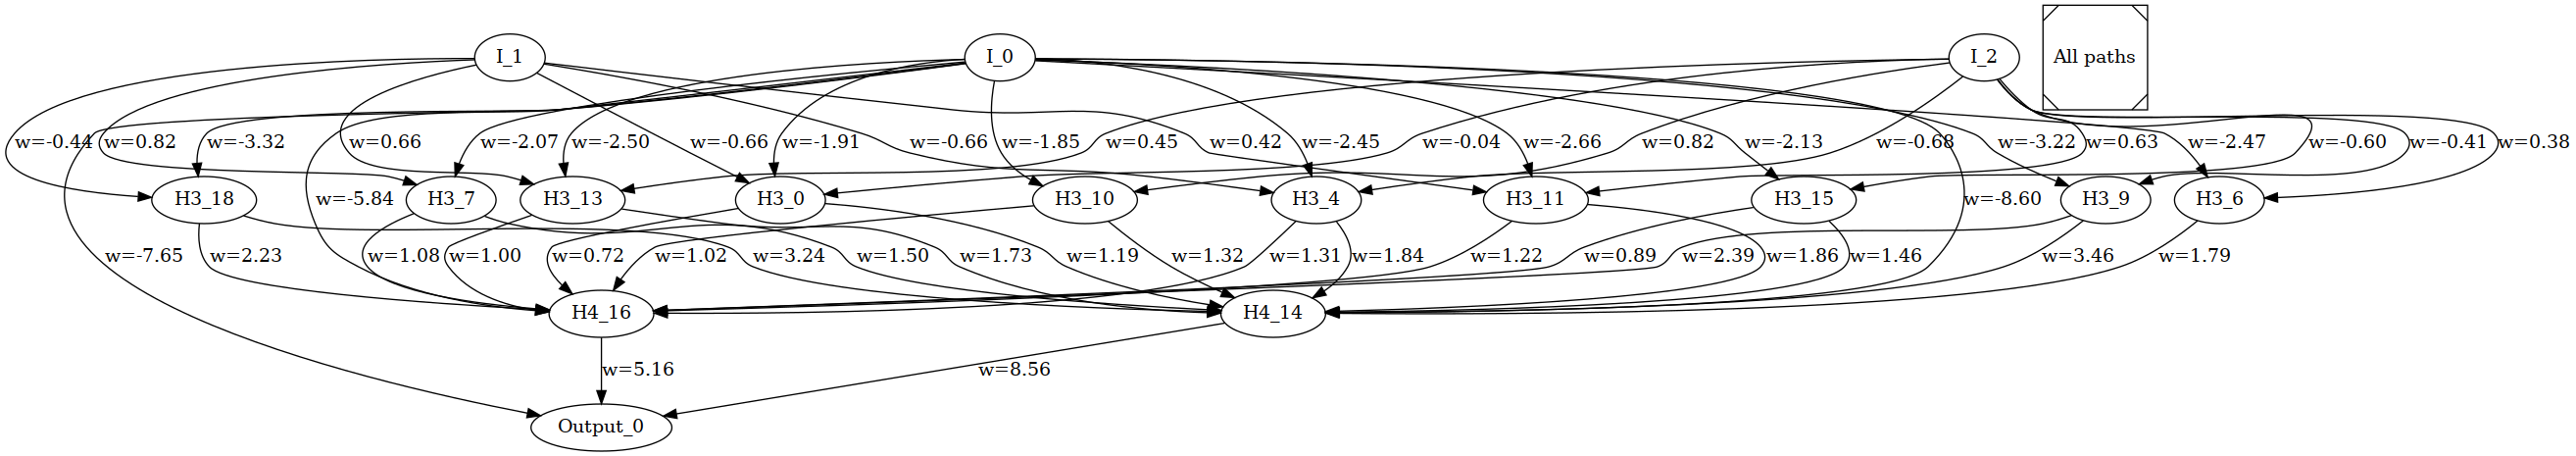 I_1 I_0 I_2 All paths
w=-0.44 w=0.82 w=-3.32 w=0.66 w=-2.07 w=-2.50 w=-0.66 w=-1.91 w=-0.66 w=-1.85 w=0.45 w=0.42 w=-2.45 w=-0.04 w=-2.66 w=0.82 w=-2.13 w=-0.68 w=-3.22 w=0.63 w=-2.47 w=-0.60 w=-0.41 w=0.38
H3_18 w=-5.84 H3_7 H3_13 H3_0 H3_10 H3_4 H3_11 H3_15 w=-8.60 H3_9 H3_6
w=-7.65 w=2.23 w=1.08 w=1.00 w=0.72 w=1.02 w=3.24 w=1.50 w=1.73 w=1.19 w=1.32 w=1.31 w=1.84 w=1.22 w=0.89 w=2.39 w=1.86 w=1.46 w=3.46 w=1.79
H4_16 H4_14
w=5.16 w=8.56
Output_0